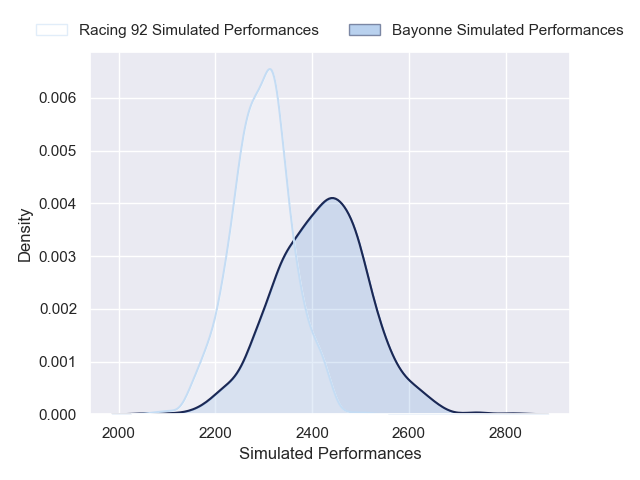 Racing 92 Simulated Performances Bayonne Simulated Performances
0.006
0.005
0.004
0.003
0.002
0.001
0.000
Density
2000 2200 2400 2600 2800
Simulated Performances